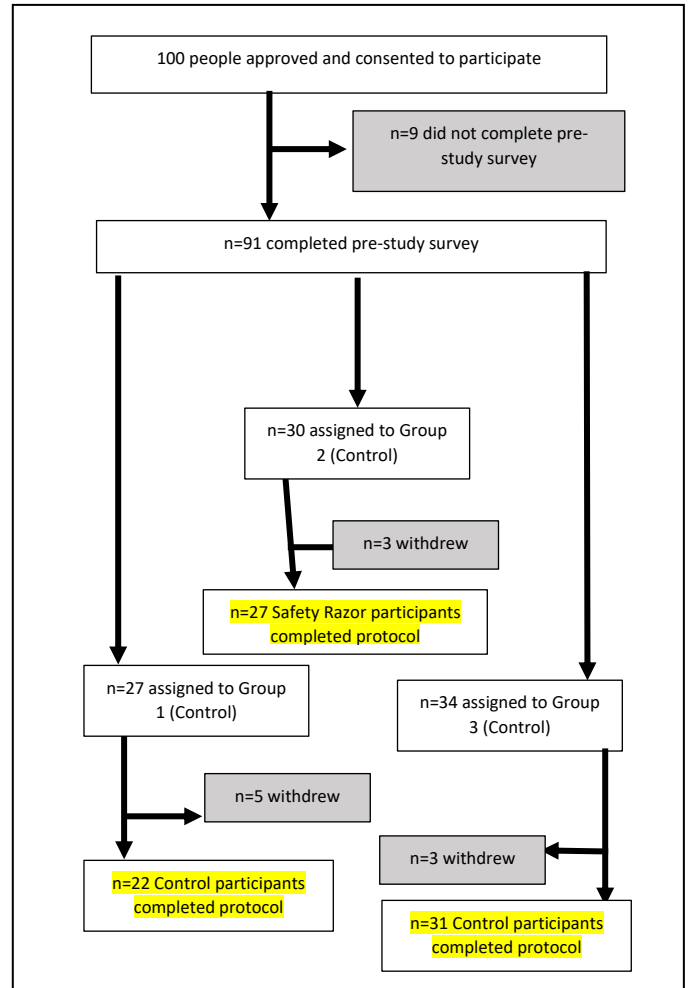 100 people approved and consented to participate
n=9 did not complete pre-
study survey
n=91 completed pre-study survey
n=30 assigned to Group
2 (Control)
n=3 withdrew
n=27 Safety Razor participants
completed protocol
n=27 assigned to Group
1 (Control)
n=34 assigned to Group
3 (Control)
n=5 withdrew
n=3 withdrew
n=22 Control participants
completed protocol
n=31 Control participants
completed protocol